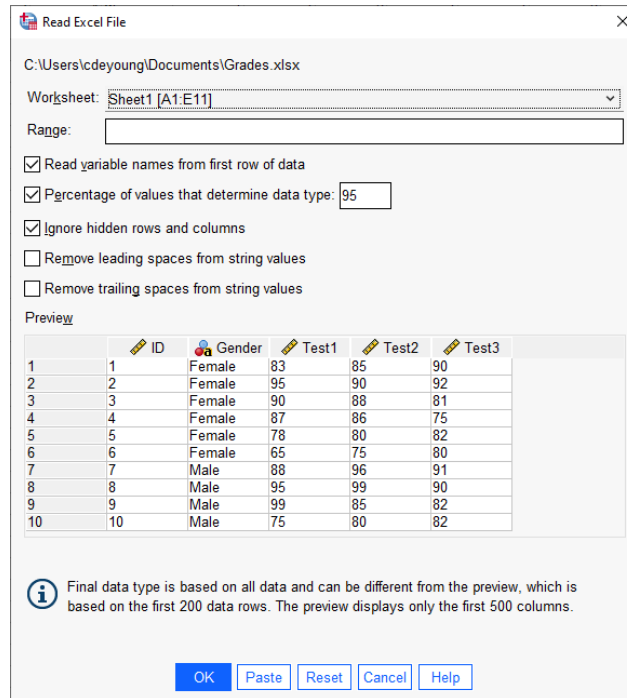 Read Excel File
C:\Users\cdeyoung\Documents\Grades.xlsx
Worksheet: Sheet1 [A1:E11]
Range:
Read variable names from first row of data
Percentage of values that determine data type: 95
Ignore hidden rows and columns
Remove leading spaces from string values
Remove trailing spaces from string values
Preview
ID Gender Test1 Test2 Test3
1 1 Female 83 85 90
2 2 Female 95 90 92
3 3 Female 90 88 81
4 4 Female 87 86 75
5 5 Female 78 80 82
6 6 Female 65 75 80
7 7 Male 88 96 91
8 8 Male 95 99 90
9 9 Male 99 85 82
10 10 Male 75 80 82
Final data type is based on all data and can be different from the preview, which is
based on the first 200 data rows. The preview displays only the first 500 columns.
OK Paste Reset Cancel Help